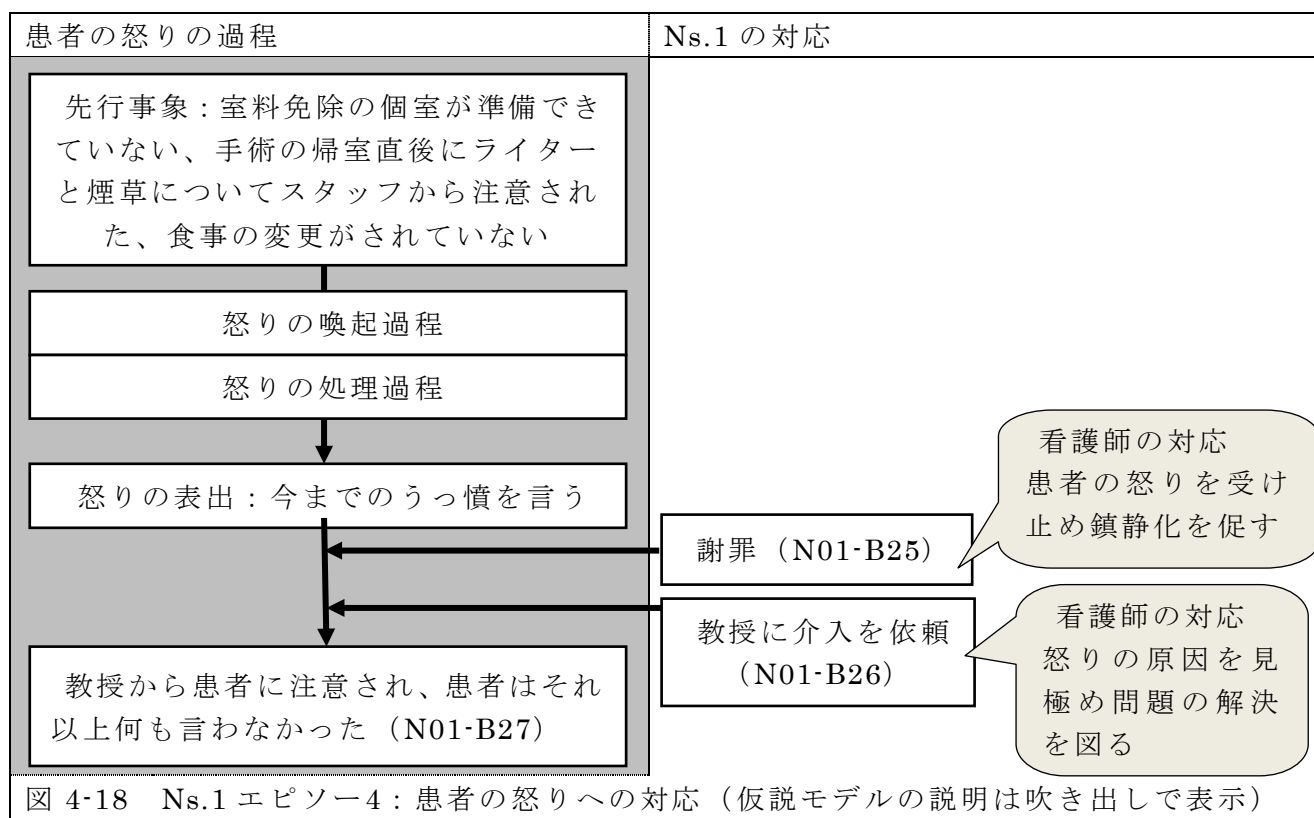 患者の怒りの過程
Ns.1 の対応
先行事象：室料免除の個室が準備でき
ていない、手術の帰室直後にライター
と煙草についてスタッフから注意され
た、食事の変更がされていない
怒りの喚起過程
怒りの処理過程
怒りの表出：今までのうっ憤を言う
看護師の対応
患者の怒りを受け
止め鎮静化を促す
謝罪（N01-B25）
教授に介入を依頼
（N01-B26）
看護師の対応
怒りの原因を見
極め問題の解決
を図る
教授から患者に注意され、患者はそれ
以上何も言わなかった（N01-B27）
図 4-18　Ns.1 エピソー4：患者の怒りへの対応（仮説モデルの説明は吹き出しで表示）